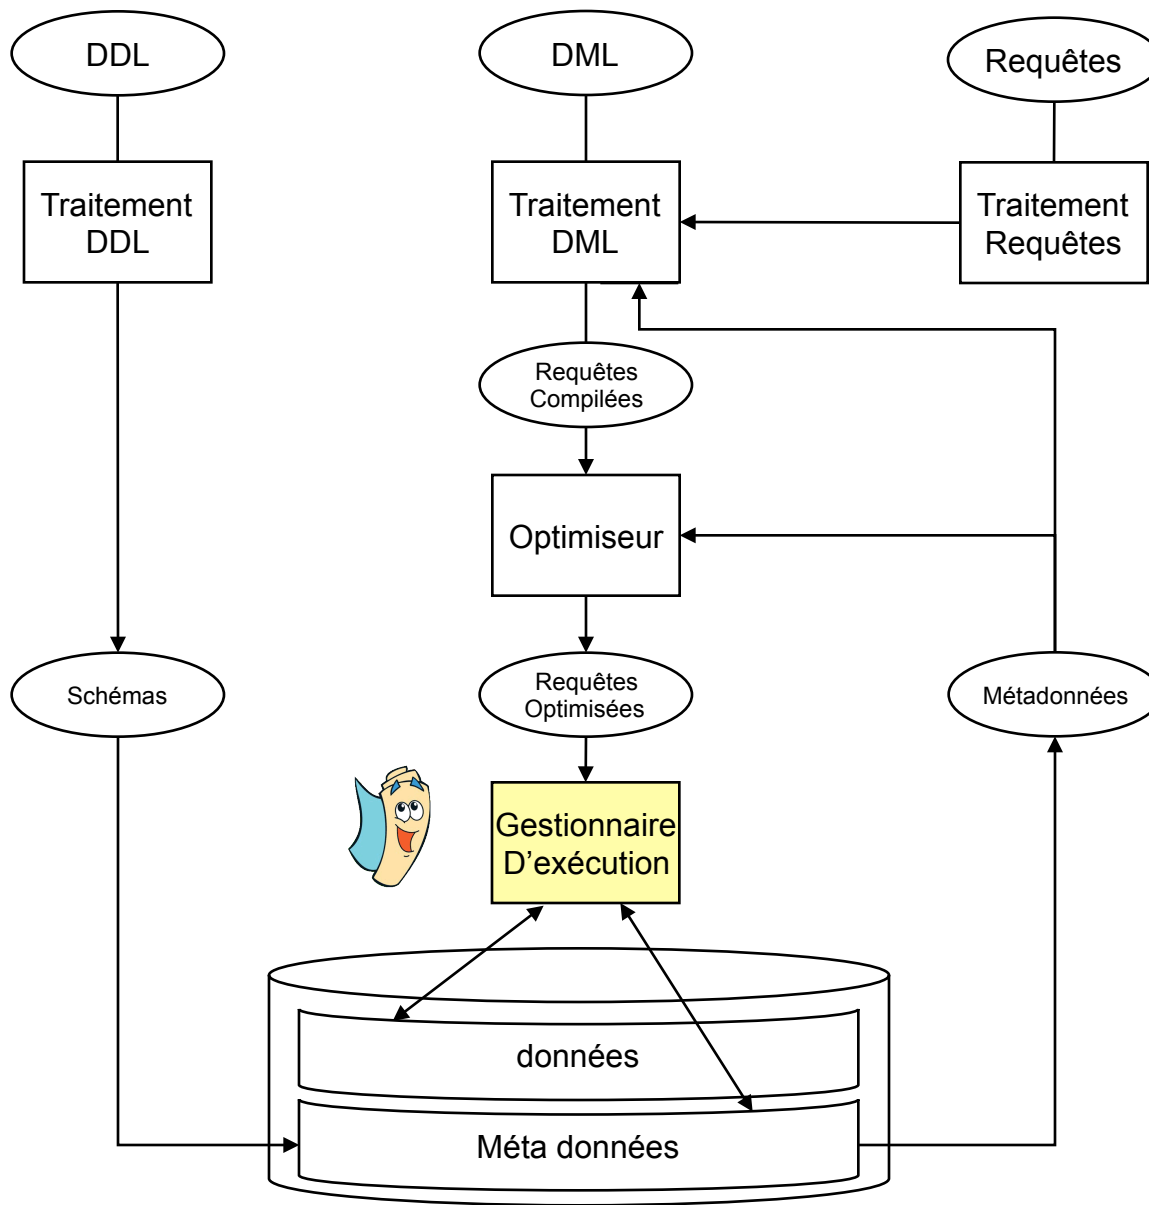 DDL
DML
Requêtes
Traitement
DDL
Traitement
DML
Traitement
Requêtes
Requêtes
Compilées
Optimiseur
Schémas
Requêtes
Optimisées
Métadonnées
Gestionnaire
D’exécution
données
Méta données